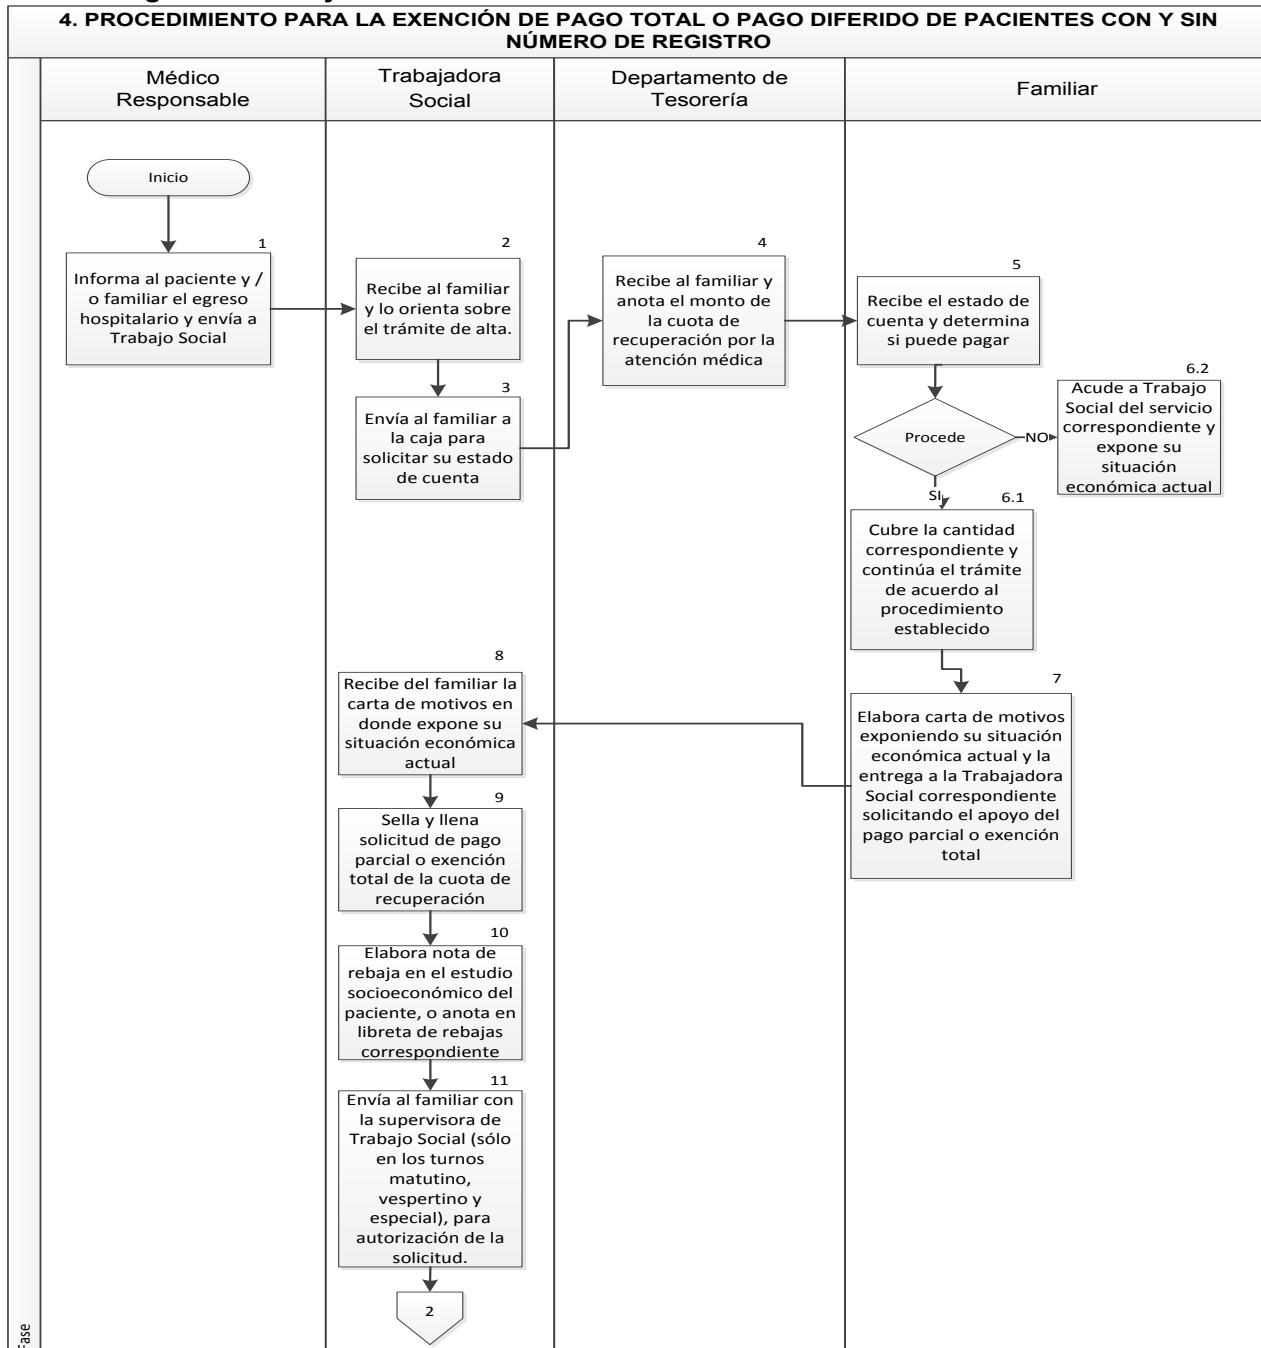 4. PROCEDIMIENTO PARA LA EXENCIÓN DE PAGO TOTAL O PAGO DIFERIDO DE PACIENTES CON Y SIN
NÚMERO DE REGISTRO
Médico
Responsable
Trabajadora
Social
Departamento de
Tesorería
Familiar
Inicio
1
Informa al paciente y /
o familiar el egreso
hospitalario y envía a
Trabajo Social
2
Recibe al familiar
y lo orienta sobre
el trámite de alta.
3
Envía al familiar a
la caja para
solicitar su estado
de cuenta
4
Recibe al familiar y
anota el monto de
la cuota de
recuperación por la
atención médica
5
Recibe el estado de
cuenta y determina
si puede pagar
Procede
NO
6.2
Acude a Trabajo
Social del servicio
correspondiente y
expone su
situación
económica actual
SI
6.1
Cubre la cantidad
correspondiente y
continúa el trámite
de acuerdo al
procedimiento
establecido
7
Elabora carta de motivos
exponiendo su situación
económica actual y la
entrega a la Trabajadora
Social correspondiente
solicitando el apoyo del
pago parcial o exención
total
8
Recibe del familiar la
carta de motivos en
donde expone su
situación económica
actual
9
Sella y llena
solicitud de pago
parcial o exención
total de la cuota de
recuperación
10
Elabora nota de
rebaja en el estudio
socioeconómico del
paciente, o anota en
libreta de rebajas
correspondiente
11
Envía al familiar con
la supervisora de
Trabajo Social (sólo
en los turnos
matutino,
vespertino y
especial), para
autorización de la
solicitud.
2
Fase